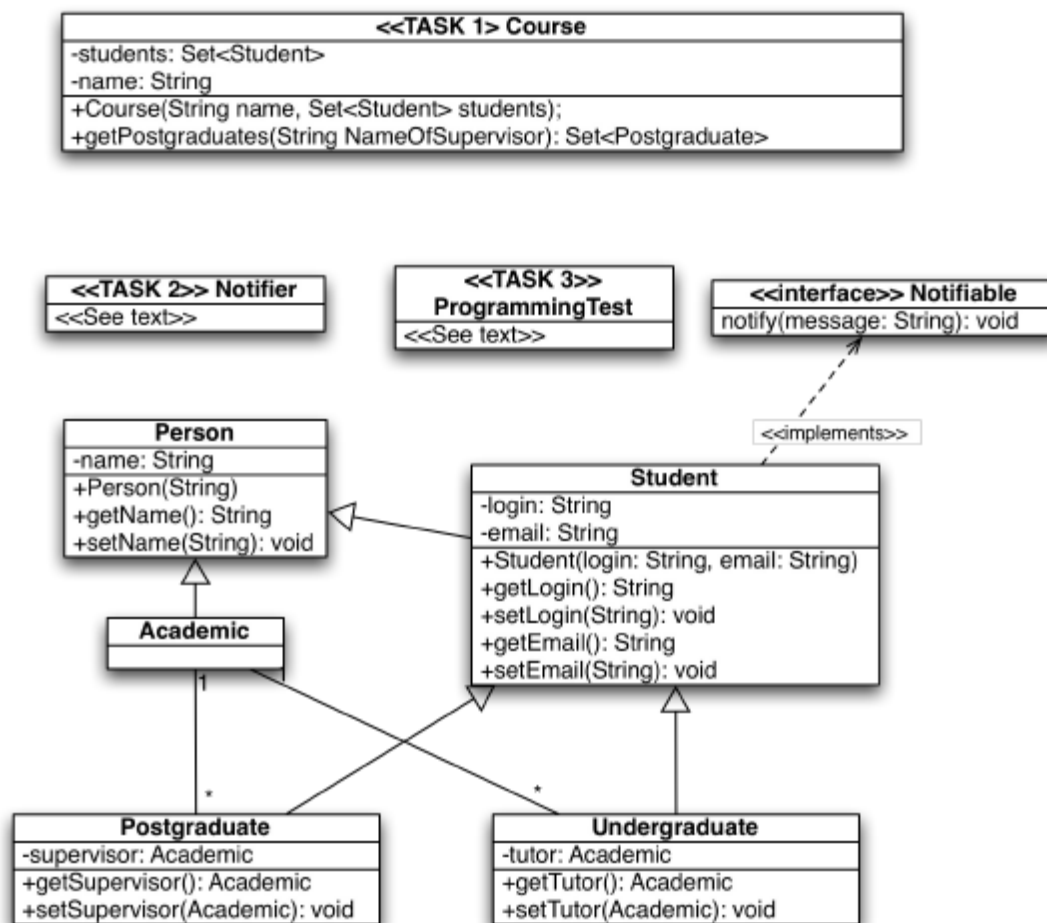 <<TASK 1> Course
-students: Set<Student>
-name: String
+Course(String name, Set<Student> students);
+getPostgraduates(String NameOfSupervisor): Set<Postgraduate>
<<TASK 2>> Notifier
<<See text>>
<<TASK 3>>
ProgrammingTest
<<See text>>
<<interface>> Notifiable
notify(message: String): void
<<implements>>
Person
-name: String
+Person(String)
+getName(): String
+setName(String): void
Student
-login: String
-email: String
+Student(login: String, email: String)
+getLogin(): String
+setLogin(String): void
+getEmail(): String
+setEmail(String): void
Academic
1
1
*
*
Postgraduate
-supervisor: Academic
+getSupervisor(): Academic
+setSupervisor(Academic): void
Undergraduate
-tutor: Academic
+getTutor(): Academic
+setTutor(Academic): void